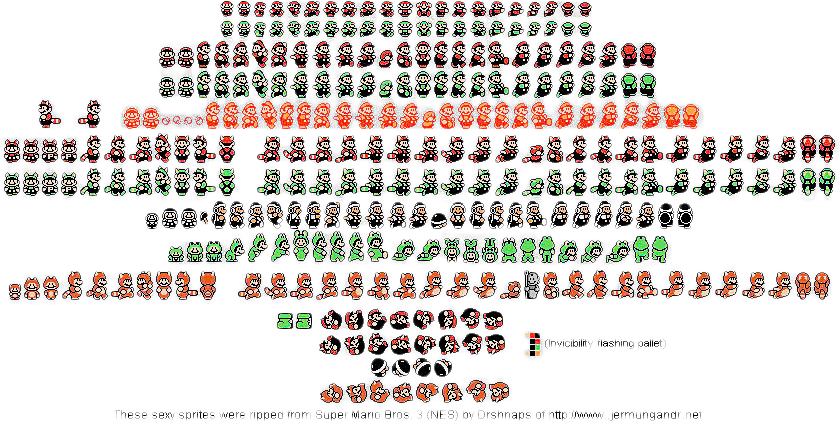 (Invicibility flashing pallet)
These sexy sprites were ripped from Super Mario Bros. 3 (NES) by Drshnaps of http://www. jermungandr.net